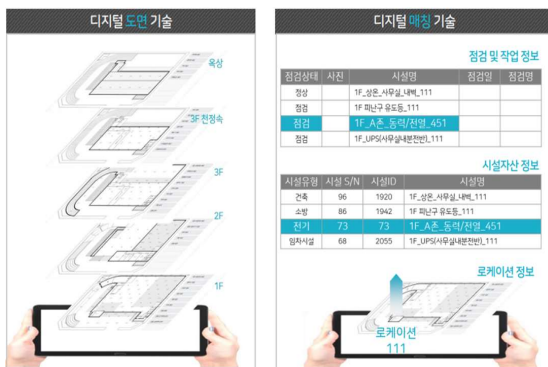 디지털 도면 기술
옥상
3F 전정속
3F
2F
1F
디지털 매칭 기술
점검 및 작업 정보
점검상태 사진 시설명 점검일 점검명
정상 1F_상온_사무실_내벽_111
점검 1F 피난구 유도등_111
점검 1F_A존_동력/전열_451
점검 1F_UPS(사무실내분전반)_111
시설자산 정보
시설유형 시설 S/N 시설ID 시설명
건축 96 1920 1F_상온_사무실_내벽_111
소방 86 1942 1F 피난구 유도등_111
전기 73 73 1F_A존_동력/전열_451
임차시설 68 2055 1F_UPS(사무실내분전반)_111
로케이션 정보
로케이션
111